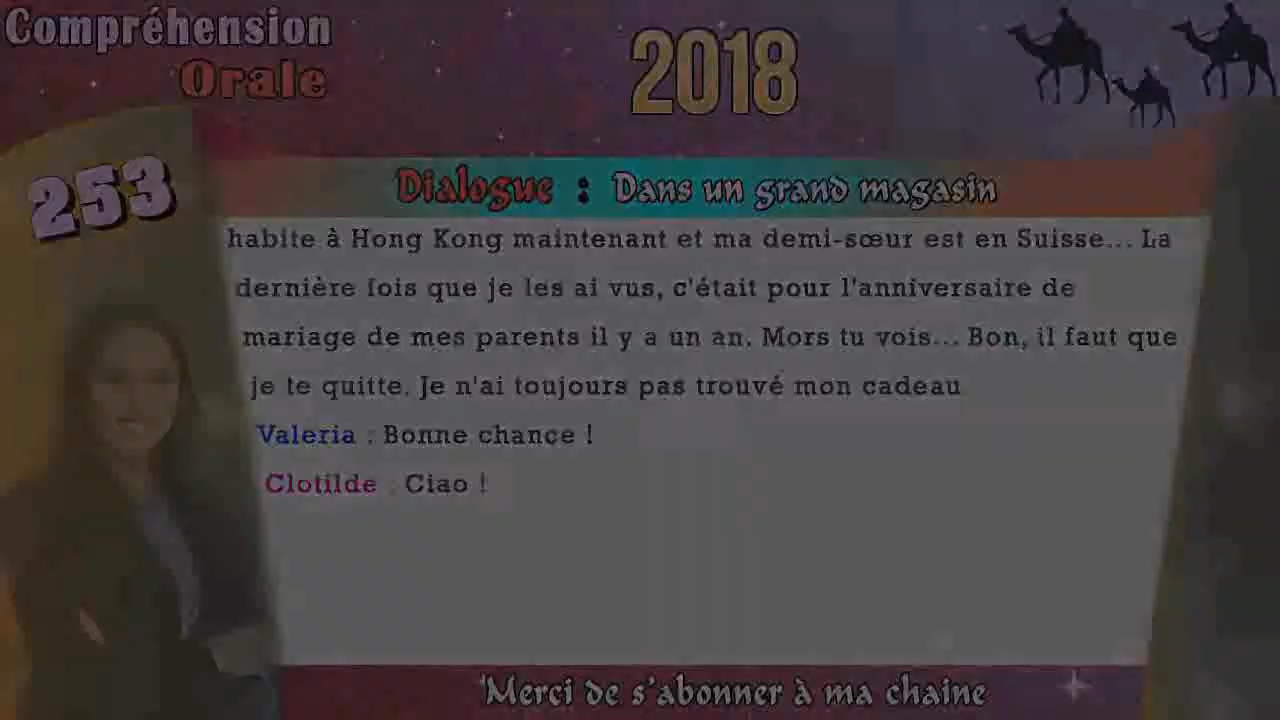 Compréhension
Orale
2018
253
Dialogue : Dans un grand magasin
habite à Hong Kong maintenant et ma demi-sœur est en Suisse... La
dernière fois que je les ai vus, c'était pour l'anniversaire de
mariage de mes parents il y a un an. Mors tu vois... Bon, il faut que
je te quitte. Je n'ai toujours pas trouvé mon cadeau
Valeria : Bonne chance !
Clotilde : Ciao !
Merci de s'abonner à ma chaine